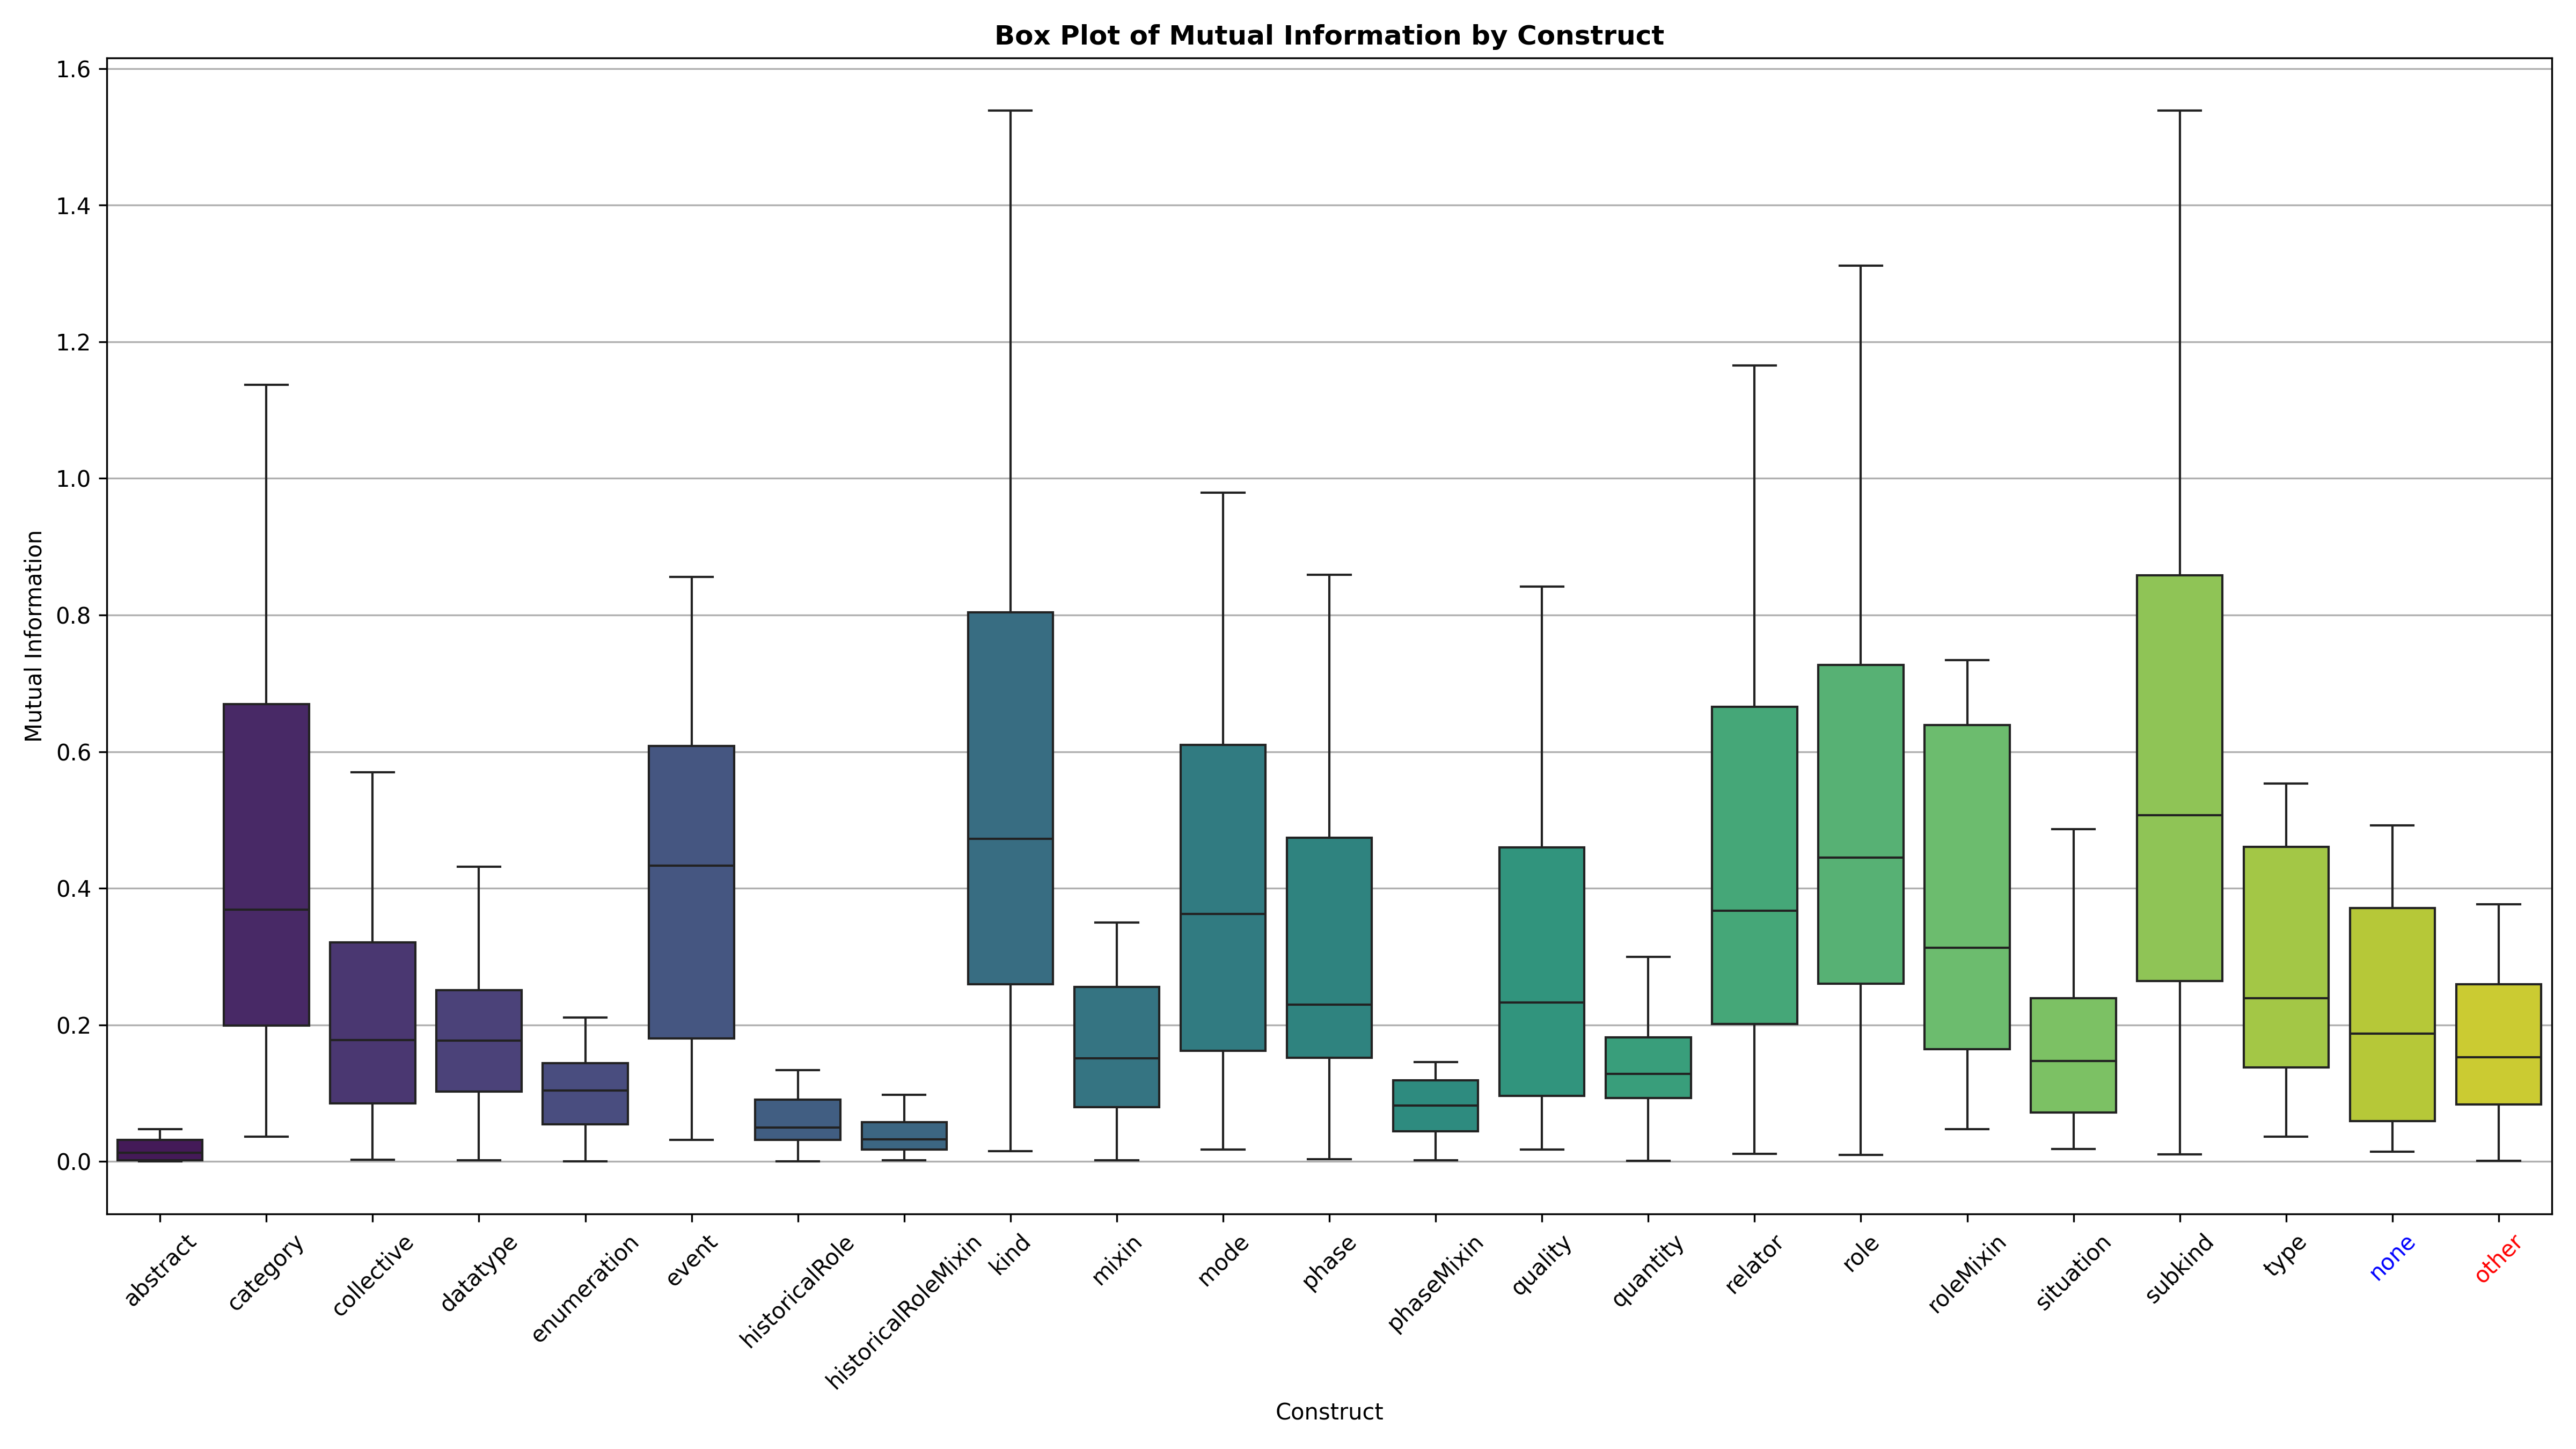 Box Plot of Mutual Information by Construct
1.6
1.4
1.2
1.0
0.8
0.6
0.4
0.2
0.0
Mutual Information
abstract
category
collective
datatype
enumeration
event
historicalRole
historicalRoleMixin
kind
mixin
mode
phase
phaseMixin
quality
quantity
relator
role
roleMixin
situation
subkind
type
none
other
Construct